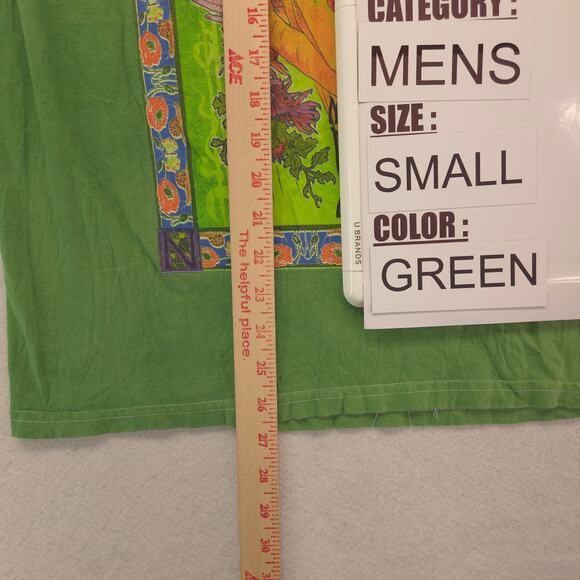 CATEGORY :
MENS
SIZE :
SMALL
COLOR :
GREEN
U BRANDS
ACE
The helpful place.
16
17
18
19
20
21
22
23
24
25
26
27
28
29
30